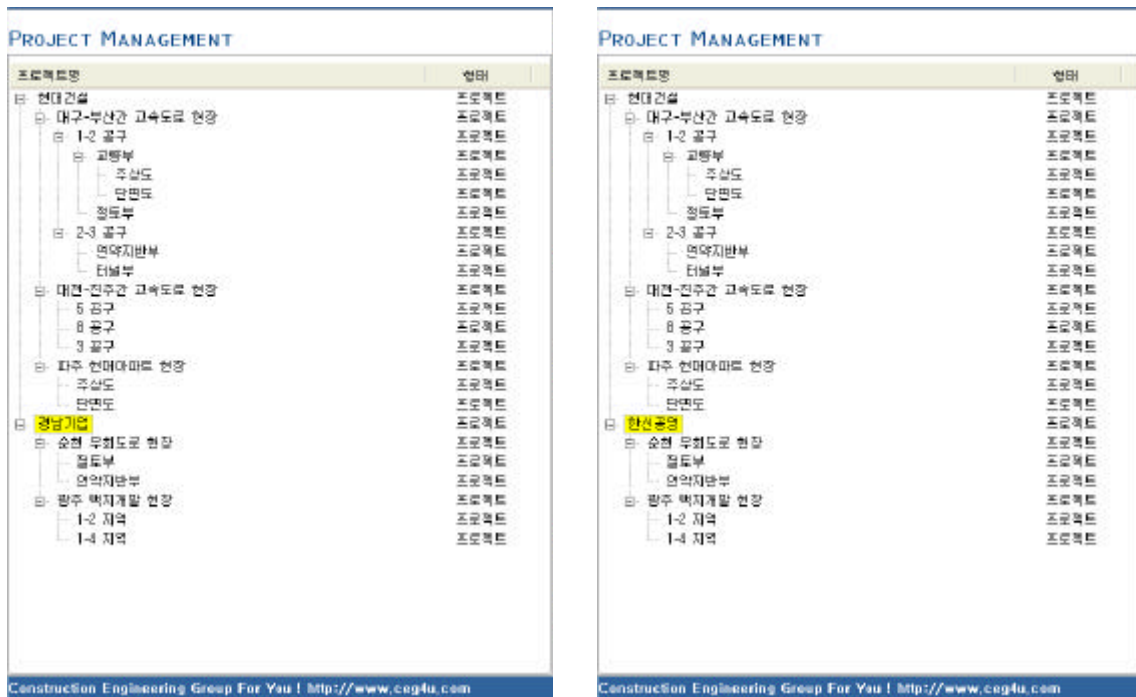 PROJECT MANAGEMENT
프로젝트명 형태
현대건설 프로젝트
대구-부산간 고속도로 현장 프로젝트
1-2 공구 프로젝트
교량부 프로젝트
주상도 프로젝트
단면도 프로젝트
절토부 프로젝트
2-3 공구 프로젝트
연약지반부 프로젝트
터널부 프로젝트
대전-진주간 고속도로 현장 프로젝트
5 공구 프로젝트
8 공구 프로젝트
3 공구 프로젝트
파주 현대아파트 현장 프로젝트
주상도 프로젝트
단면도 프로젝트
경남기업 프로젝트
순천 우회도로 현장 프로젝트
절토부 프로젝트
연약지반부 프로젝트
광주 택지개발 현장 프로젝트
1-2 지역 프로젝트
1-4 지역 프로젝트
Construction Engineering Group For You ! http://www.ceg4u.com
PROJECT MANAGEMENT
프로젝트명 형태
현대건설 프로젝트
대구-부산간 고속도로 현장 프로젝트
1-2 공구 프로젝트
교량부 프로젝트
주상도 프로젝트
단면도 프로젝트
절토부 프로젝트
2-3 공구 프로젝트
연약지반부 프로젝트
터널부 프로젝트
대전-진주간 고속도로 현장 프로젝트
5 공구 프로젝트
8 공구 프로젝트
3 공구 프로젝트
파주 현대아파트 현장 프로젝트
주상도 프로젝트
단면도 프로젝트
한신공영 프로젝트
순천 우회도로 현장 프로젝트
절토부 프로젝트
연약지반부 프로젝트
광주 택지개발 현장 프로젝트
1-2 지역 프로젝트
1-4 지역 프로젝트
Construction Engineering Group For You ! http://www.ceg4u.com